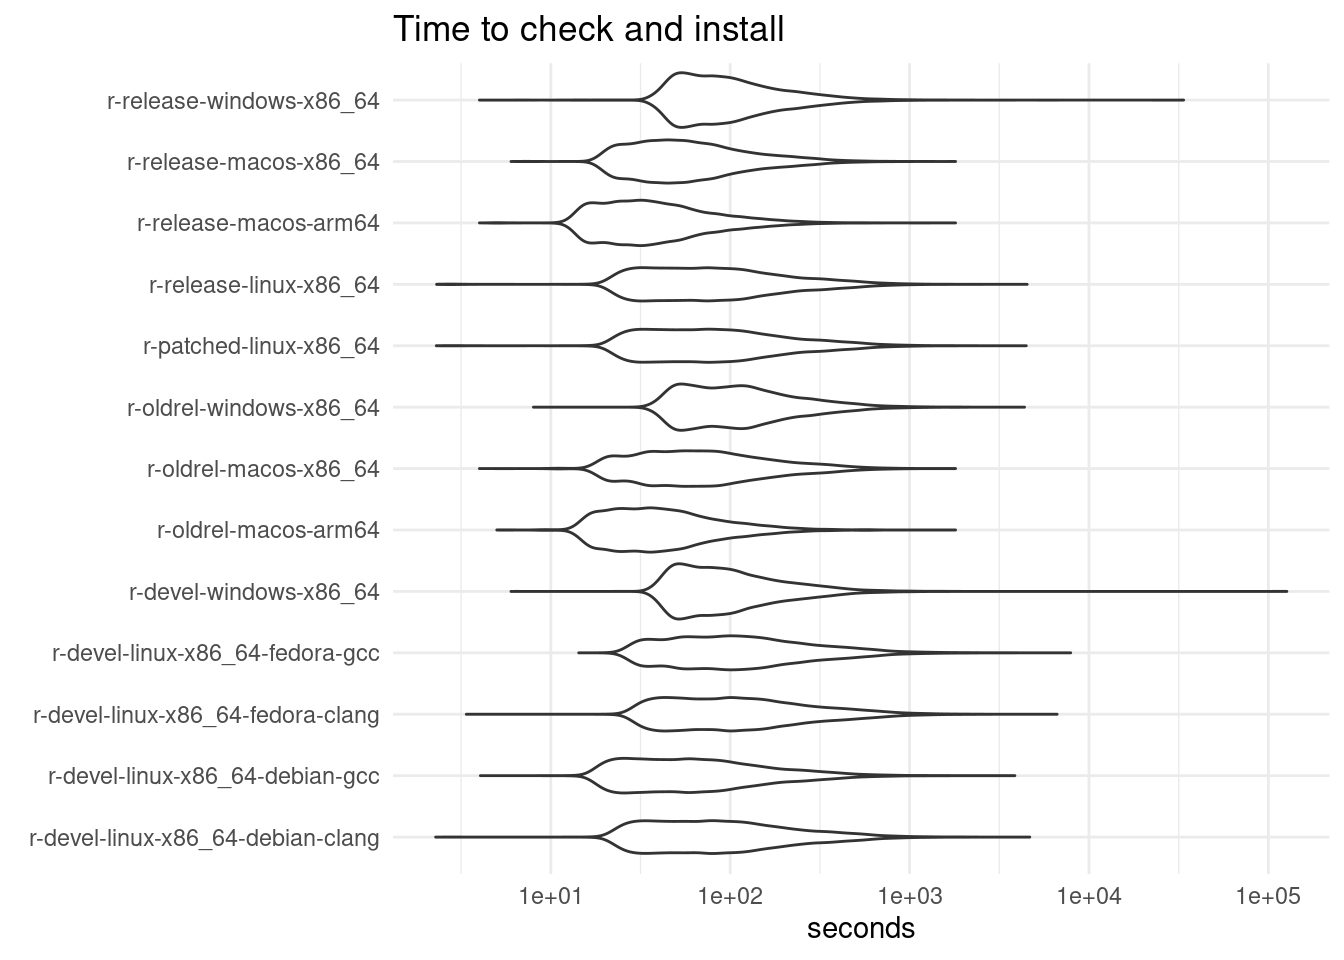 Time to check and install
r-release-windows-x86_64
r-release-macos-x86_64
r-release-macos-arm64
r-release-linux-x86_64
r-patched-linux-x86_64
r-oldrel-windows-x86_64
r-oldrel-macos-x86_64
r-oldrel-macos-arm64
r-devel-windows-x86_64
r-devel-linux-x86_64-fedora-gcc
r-devel-linux-x86_64-fedora-clang
r-devel-linux-x86_64-debian-gcc
r-devel-linux-x86_64-debian-clang
1e+01 1e+02 1e+03 1e+04 1e+05
seconds